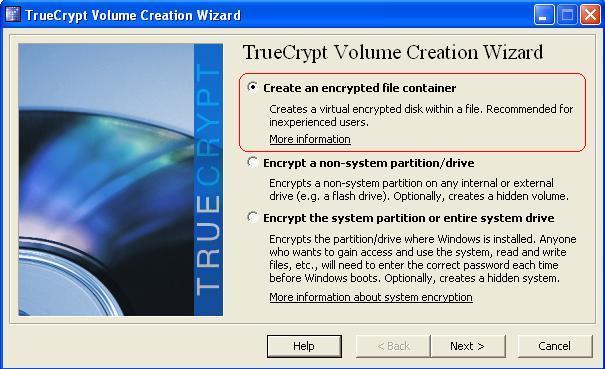 TrueCrypt Volume Creation Wizard
TRUECRYPT
TrueCrypt Volume Creation Wizard
Create an encrypted file container
Creates a virtual encrypted disk within a file. Recommended for
inexperienced users.
More information
Encrypt a non-system partition/drive
Encrypts a non-system partition on any internal or external
drive (e.g. a flash drive). Optionally, creates a hidden volume.
Encrypt the system partition or entire system drive
Encrypts the partition/drive where Windows is installed. Anyone
who wants to gain access and use the system, read and write
files, etc., will need to enter the correct password each time
before Windows boots. Optionally, creates a hidden system.
More information about system encryption
Help
< Back
Next >
Cancel